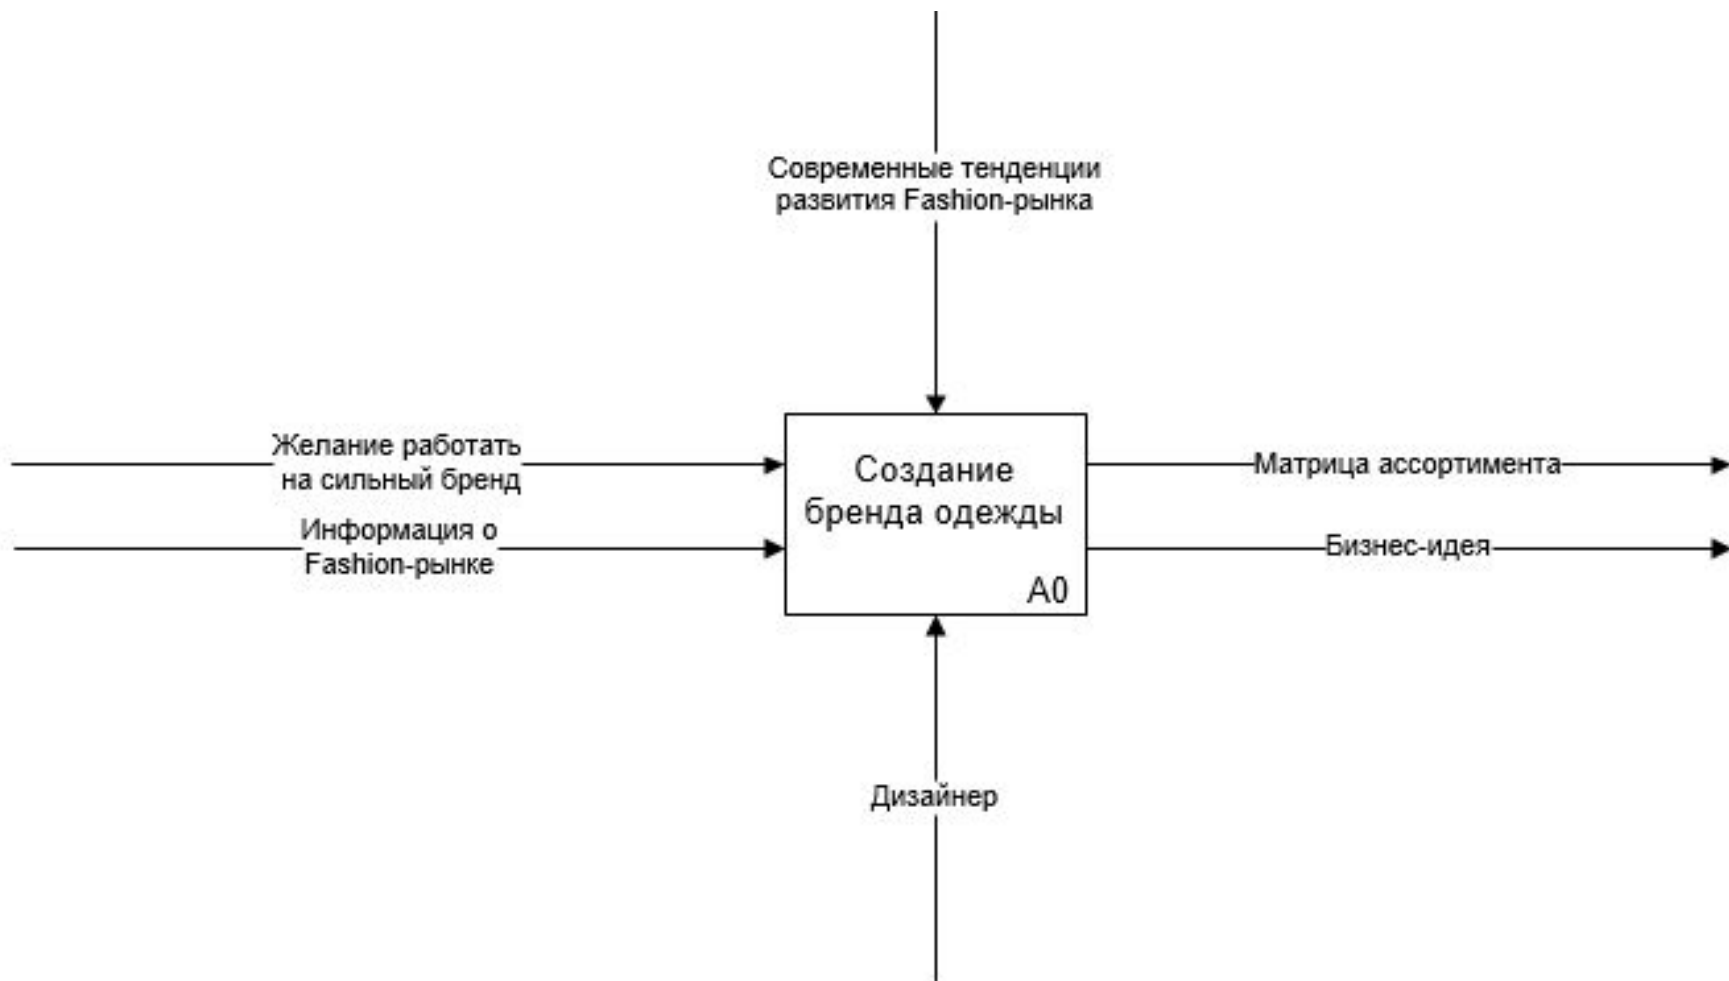 Современные тенденции
развития Fashion-рынка
Желание работать
на сильный бренд
Информация о
Fashion-рынке
Создание
бренда одежды
A0
Матрица ассортимента
Бизнес-идея
Дизайнер